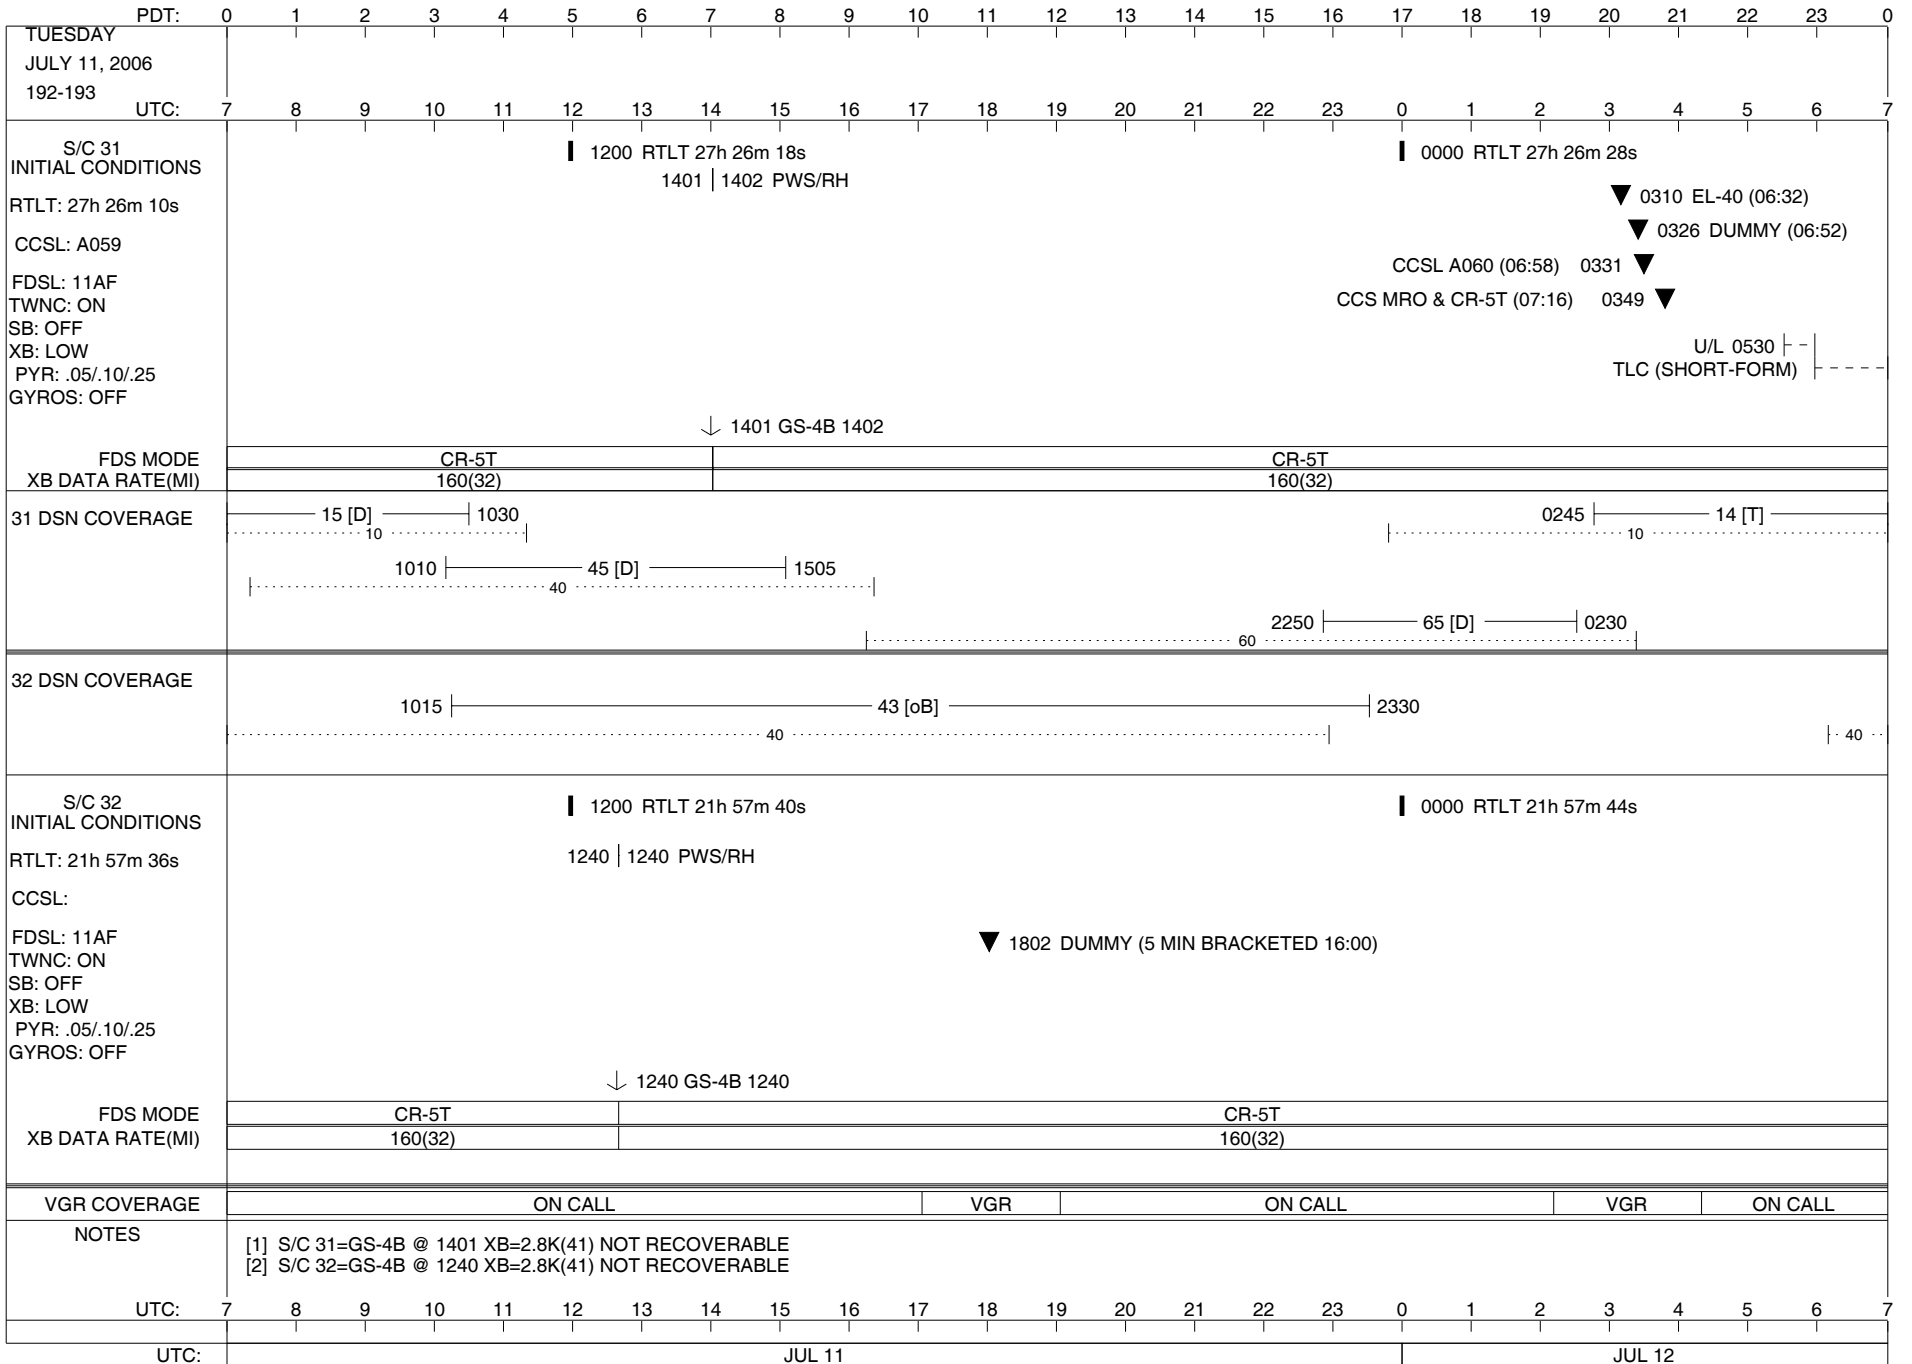 PDT: 0 1 2 3 4 5 6 7 8 9 10 11 12 13 14 15 16 17 18 19 20 21 22 23 0
TUESDAY
JULY 11, 2006
192-193
UTC: 7 8 9 10 11 12 13 14 15 16 17 18 19 20 21 22 23 0 1 2 3 4 5 6 7
S/C 31
INITIAL CONDITIONS
RTLT: 27h 26m 10s
CCSL: A059
FDSL: 11AF
TWNC: ON
SB: OFF
XB: LOW
PYR: .05/.10/.25
GYROS: OFF
1200 RTLT 27h 26m 18s
0000 RTLT 27h 26m 28s
1401 1402 PWS/RH
0310 EL-40 (06:32)
0326 DUMMY (06:52)
CCSL A060 (06:58) 0331
CCS MRO & CR-5T (07:16) 0349
U/L 0530
TLC (SHORT-FORM)
1401 GS-4B 1402
FDS MODE CR-5T CR-5T
XB DATA RATE(MI) 160(32) 160(32)
31 DSN COVERAGE
15 [D] 1030
0245 14 [T]
10 10
1010 45 [D] 1505
40
2250 65 [D] 0230
60
32 DSN COVERAGE
1015 43 [oB] 2330
40 40
S/C 32
INITIAL CONDITIONS
RTLT: 21h 57m 36s
CCSL:
FDSL: 11AF
TWNC: ON
SB: OFF
XB: LOW
PYR: .05/.10/.25
GYROS: OFF
1200 RTLT 21h 57m 40s
0000 RTLT 21h 57m 44s
1240 1240 PWS/RH
1802 DUMMY (5 MIN BRACKETED 16:00)
1240 GS-4B 1240
FDS MODE CR-5T CR-5T
XB DATA RATE(MI) 160(32) 160(32)
VGR COVERAGE ON CALL VGR ON CALL VGR ON CALL
NOTES
[1] S/C 31=GS-4B @ 1401 XB=2.8K(41) NOT RECOVERABLE
[2] S/C 32=GS-4B @ 1240 XB=2.8K(41) NOT RECOVERABLE
UTC: 7 8 9 10 11 12 13 14 15 16 17 18 19 20 21 22 23 0 1 2 3 4 5 6 7
UTC: JUL 11 JUL 12